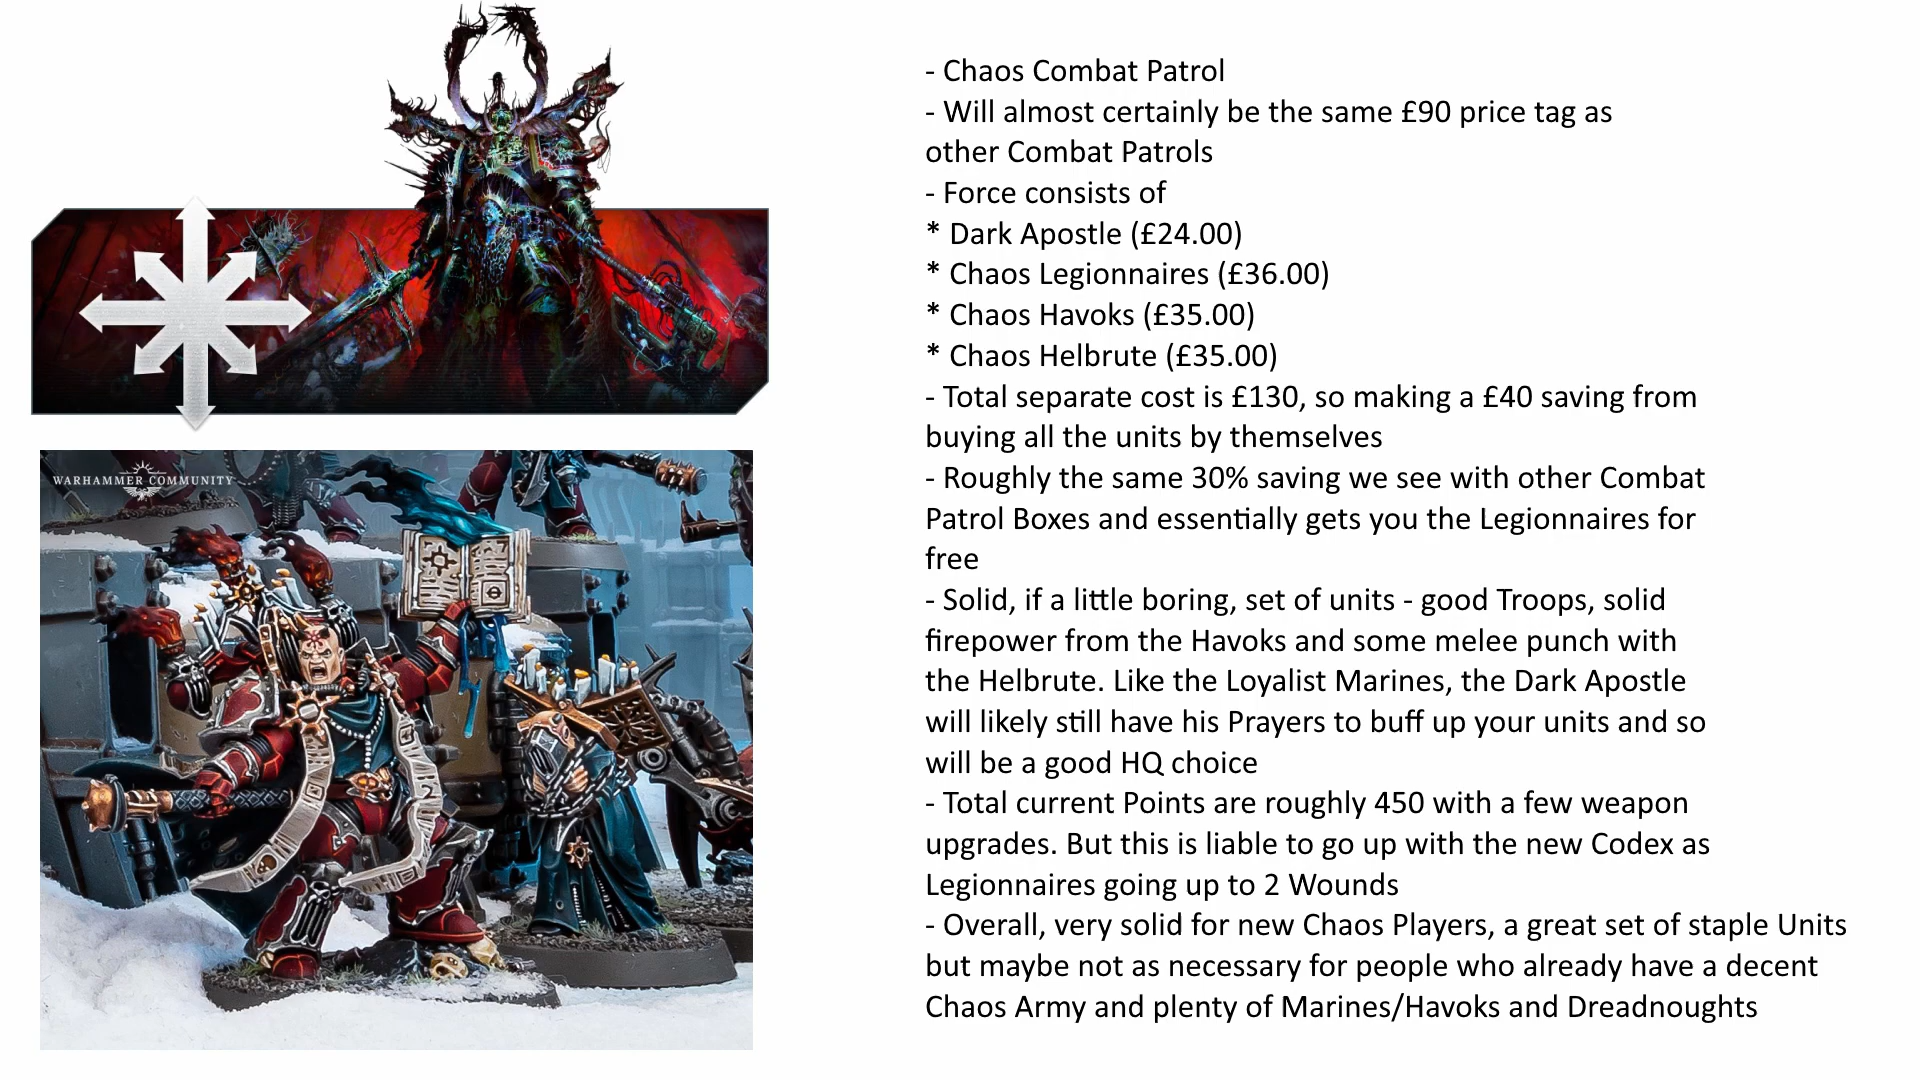 - Chaos Combat Patrol
- Will almost certainly be the same £90 price tag as
other Combat Patrols
- Force consists of
* Dark Apostle (£24.00)
* Chaos Legionnaires (£36.00)
* Chaos Havoks (£35.00)
* Chaos Helbrute (£35.00)
- Total separate cost is £130, so making a £40 saving from
buying all the units by themselves
- Roughly the same 30% saving we see with other Combat
Patrol Boxes and essentially gets you the Legionnaires for
free
- Solid, if a little boring, set of units - good Troops, solid
firepower from the Havoks and some melee punch with
the Helbrute. Like the Loyalist Marines, the Dark Apostle
will likely still have his Prayers to buff up your units and so
will be a good HQ choice
- Total current Points are roughly 450 with a few weapon
upgrades. But this is liable to go up with the new Codex as
Legionnaires going up to 2 Wounds
- Overall, very solid for new Chaos Players, a great set of staple Units
but maybe not as necessary for people who already have a decent
Chaos Army and plenty of Marines/Havoks and Dreadnoughts
WARHAMMER COMMUNITY